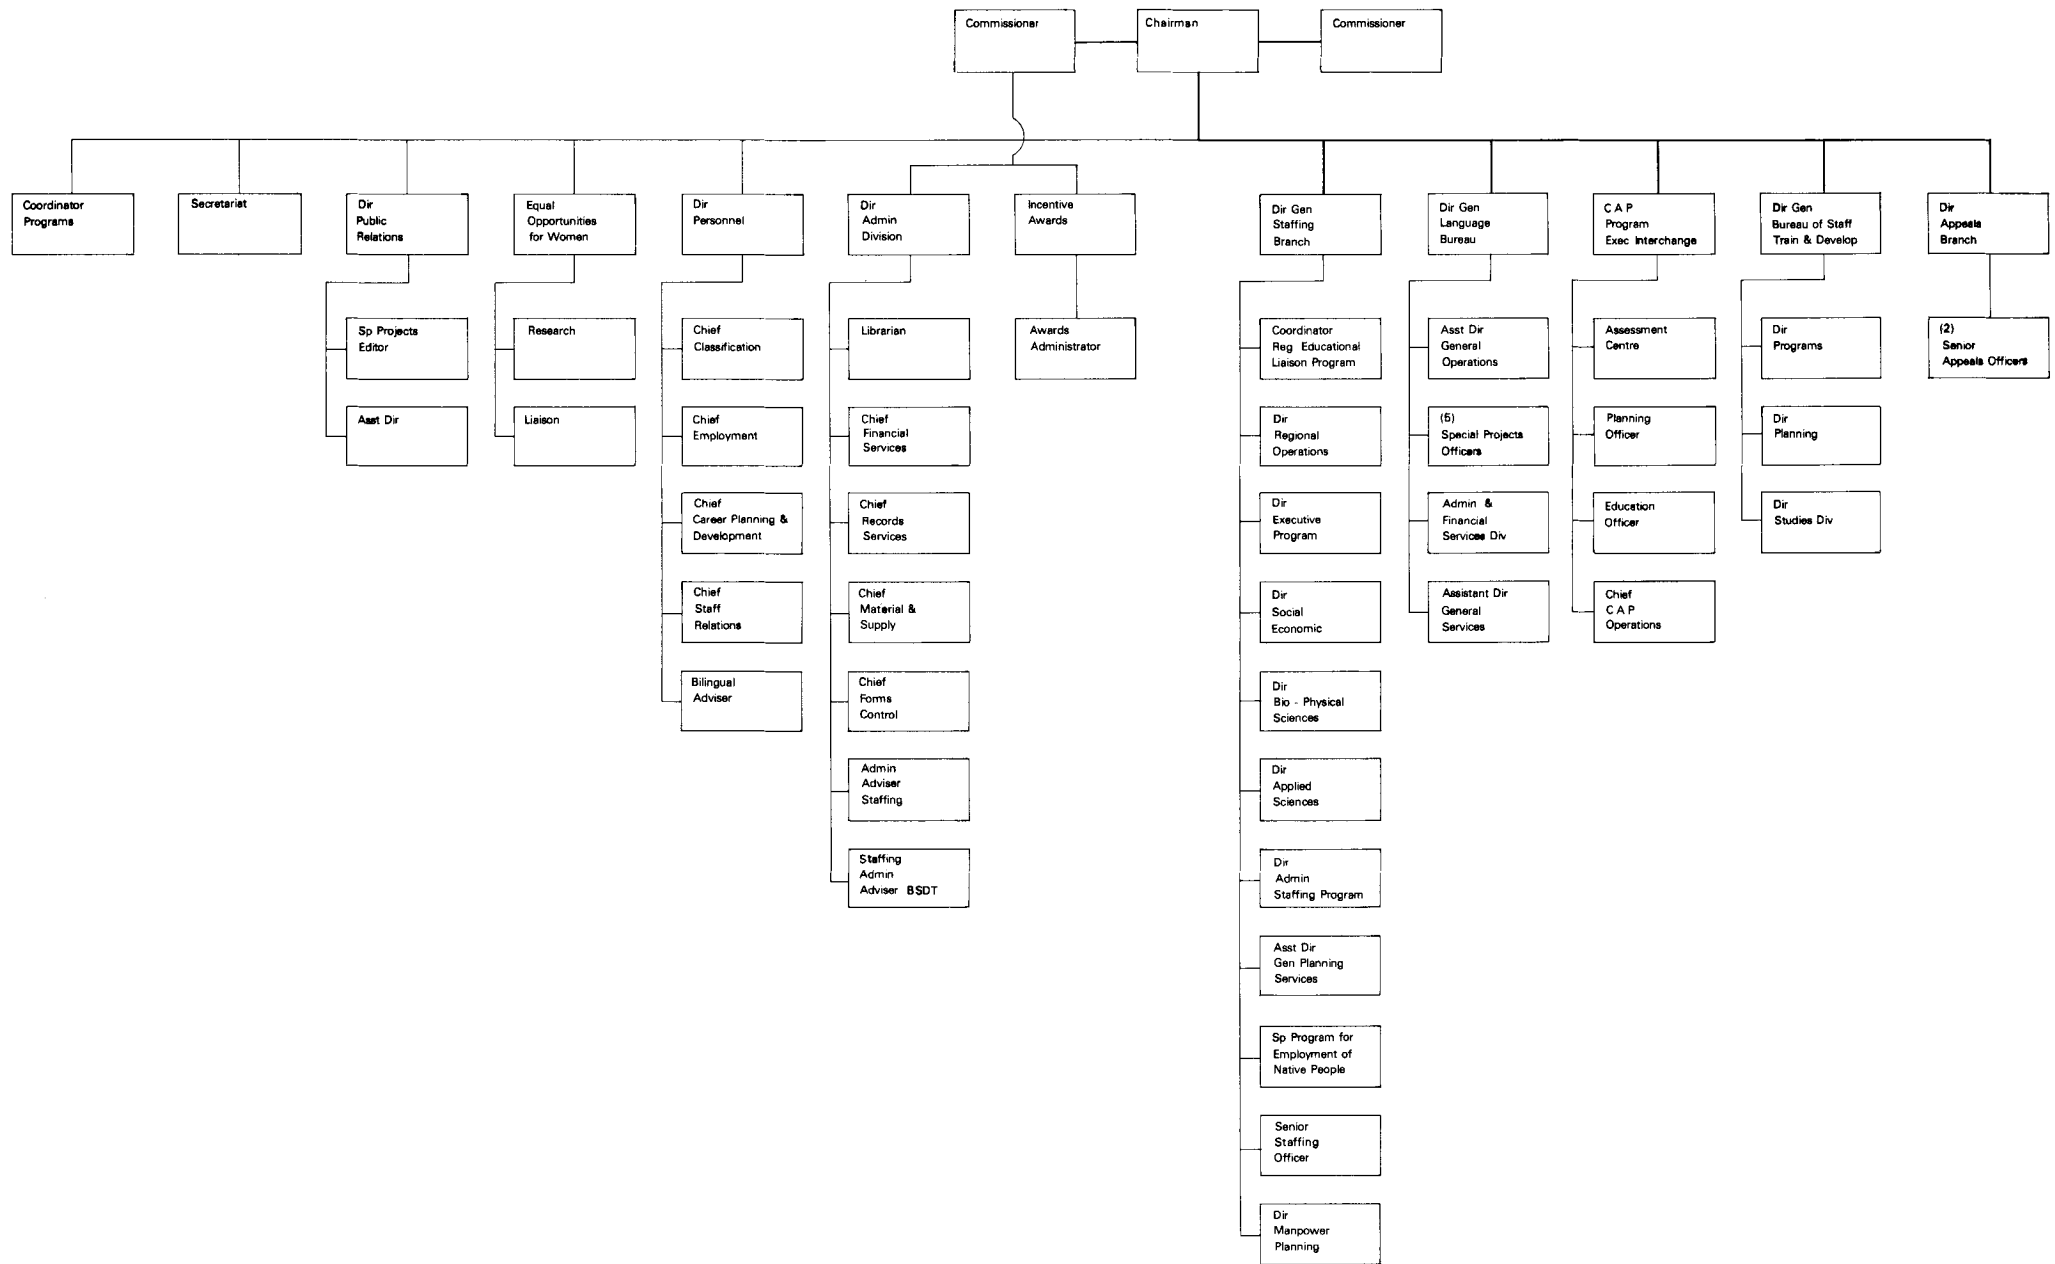 Commissioner
Chairman
Commissioner
Coordinator
Programs
Secretariat
Dir
Public
Relations
Equal
Opportunities
for Women
Dir
Personnel
Dir
Admin
Division
Incentive
Awards
Dir Gen
Staffing
Branch
Dir Gen
Language
Bureau
C A P
Program
Exec Interchange
Dir Gen
Bureau of Staff
Train & Develop
Dir
Appeals
Branch
Sp Projects
Editor
Asst Dir
Research
Liaison
Chief
Classification
Chief
Employment
Chief
Career Planning &
Development
Chief
Staff
Relations
Bilingual
Adviser
Librarian
Chief
Financial
Services
Chief
Records
Services
Chief
Material &
Supply
Chief
Forms
Control
Admin
Adviser
Staffing
Staffing
Admin
Adviser BSDT
Awards
Administrator
Coordinator
Reg Educational
Liaison Program
Dir
Regional
Operations
Dir
Executive
Program
Dir
Social
Economic
Dir
Bio - Physical
Sciences
Dir
Applied
Sciences
Dir
Admin
Staffing Program
Asst Dir
Gen Planning
Services
Sp Program for
Employment of
Native People
Senior
Staffing
Officer
Dir
Manpower
Planning
Asst Dir
General
Operations
(5)
Special Projects
Officers
Admin &
Financial
Services Div
Assistant Dir
General
Services
Assessment
Centre
Planning
Officer
Education
Officer
Chief
C A P
Operations
Dir
Programs
Dir
Planning
Dir
Studies Div
(2)
Senior
Appeals Officers